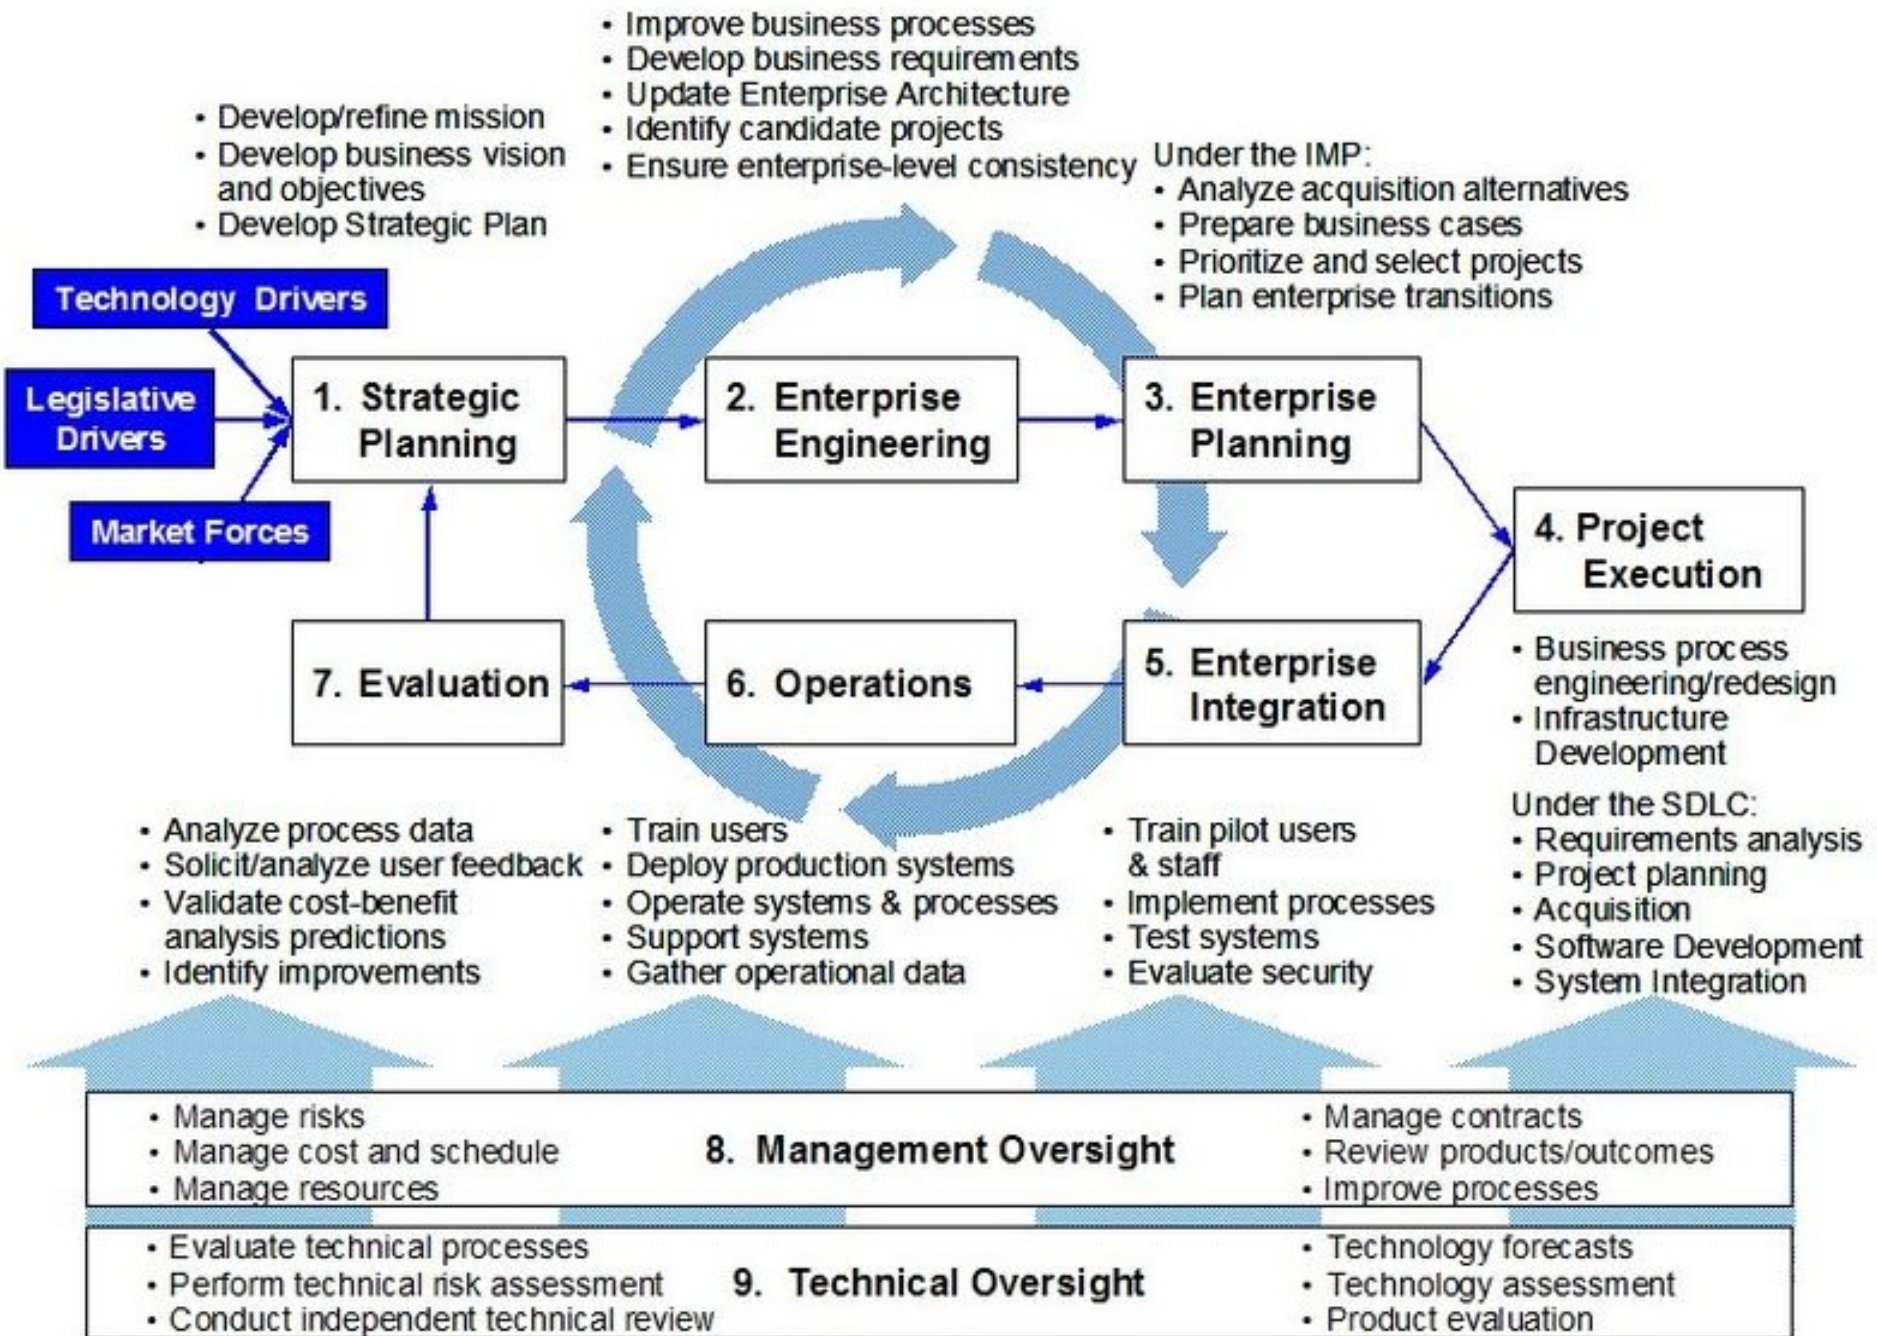 • Improve business processes
• Develop business requirements
• Update Enterprise Architecture
• Identify candidate projects
• Ensure enterprise-level consistency
• Develop/refine mission
• Develop business vision
and objectives
• Develop Strategic Plan
Under the IMP:
• Analyze acquisition alternatives
• Prepare business cases
• Prioritize and select projects
• Plan enterprise transitions
Technology Drivers
Legislative
Drivers
Market Forces
1. Strategic
Planning
2. Enterprise
Engineering
3. Enterprise
Planning
4. Project
Execution
• Business process
engineering/redesign
• Infrastructure
Development
Under the SDLC:
• Requirements analysis
• Project planning
• Acquisition
• Software Development
• System Integration
5. Enterprise
Integration
• Train pilot users
& staff
• Implement processes
• Test systems
• Evaluate security
6. Operations
• Train users
• Deploy production systems
• Operate systems & processes
• Support systems
• Gather operational data
7. Evaluation
• Analyze process data
• Solicit/analyze user feedback
• Validate cost-benefit
analysis predictions
• Identify improvements
• Manage risks
• Manage cost and schedule
• Manage resources
8. Management Oversight
• Manage contracts
• Review products/outcomes
• Improve processes
• Evaluate technical processes
• Perform technical risk assessment
• Conduct independent technical review
9. Technical Oversight
• Technology forecasts
• Technology assessment
• Product evaluation